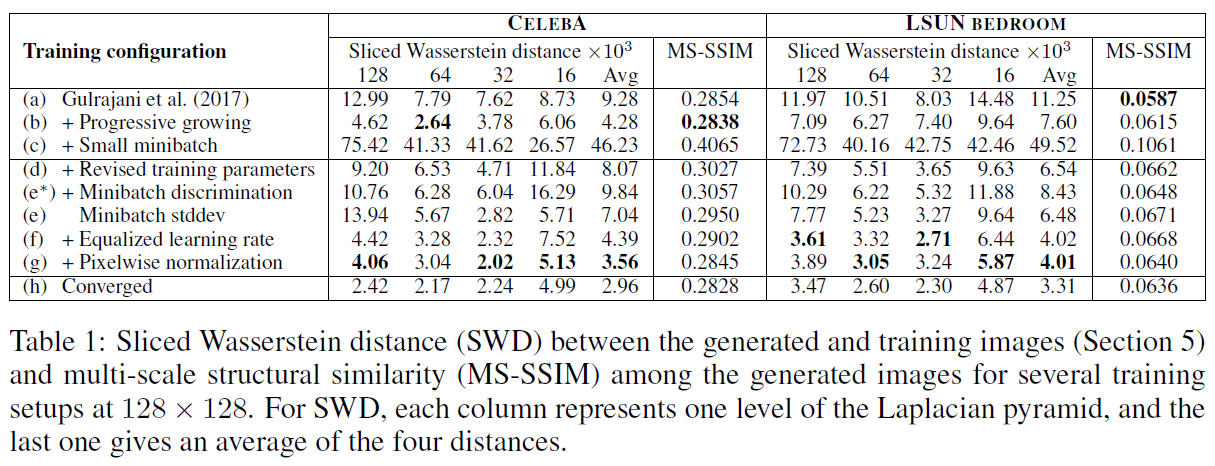 CELEBA LSUN BEDROOM
Training configuration Sliced Wasserstein distance ×10³ MS-SSIM Sliced Wasserstein distance ×10³ MS-SSIM
128 64 32 16 Avg 128 64 32 16 Avg
(a) Gulrajani et al. (2017) 12.99 7.79 7.62 8.73 9.28 0.2854 11.97 10.51 8.03 14.48 11.25 0.0587
(b) + Progressive growing 4.62 2.64 3.78 6.06 4.28 0.2838 7.09 6.27 7.40 9.64 7.60 0.0615
(c) + Small minibatch 75.42 41.33 41.62 26.57 46.23 0.4065 72.73 40.16 42.75 42.46 49.52 0.1061
(d) + Revised training parameters 9.20 6.53 4.71 11.84 8.07 0.3027 7.39 5.51 3.65 9.63 6.54 0.0662
(e*) + Minibatch discrimination 10.76 6.28 6.04 16.29 9.84 0.3057 10.29 6.22 5.32 11.88 8.43 0.0648
(e) Minibatch stddev 13.94 5.67 2.82 5.71 7.04 0.2950 7.77 5.23 3.27 9.64 6.48 0.0671
(f) + Equalized learning rate 4.42 3.28 2.32 7.52 4.39 0.2902 3.61 3.32 2.71 6.44 4.02 0.0668
(g) + Pixelwise normalization 4.06 3.04 2.02 5.13 3.56 0.2845 3.89 3.05 3.24 5.87 4.01 0.0640
(h) Converged 2.42 2.17 2.24 4.99 2.96 0.2828 3.47 2.60 2.30 4.87 3.31 0.0636
Table 1: Sliced Wasserstein distance (SWD) between the generated and training images (Section 5)
and multi-scale structural similarity (MS-SSIM) among the generated images for several training
setups at 128 × 128. For SWD, each column represents one level of the Laplacian pyramid, and the
last one gives an average of the four distances.